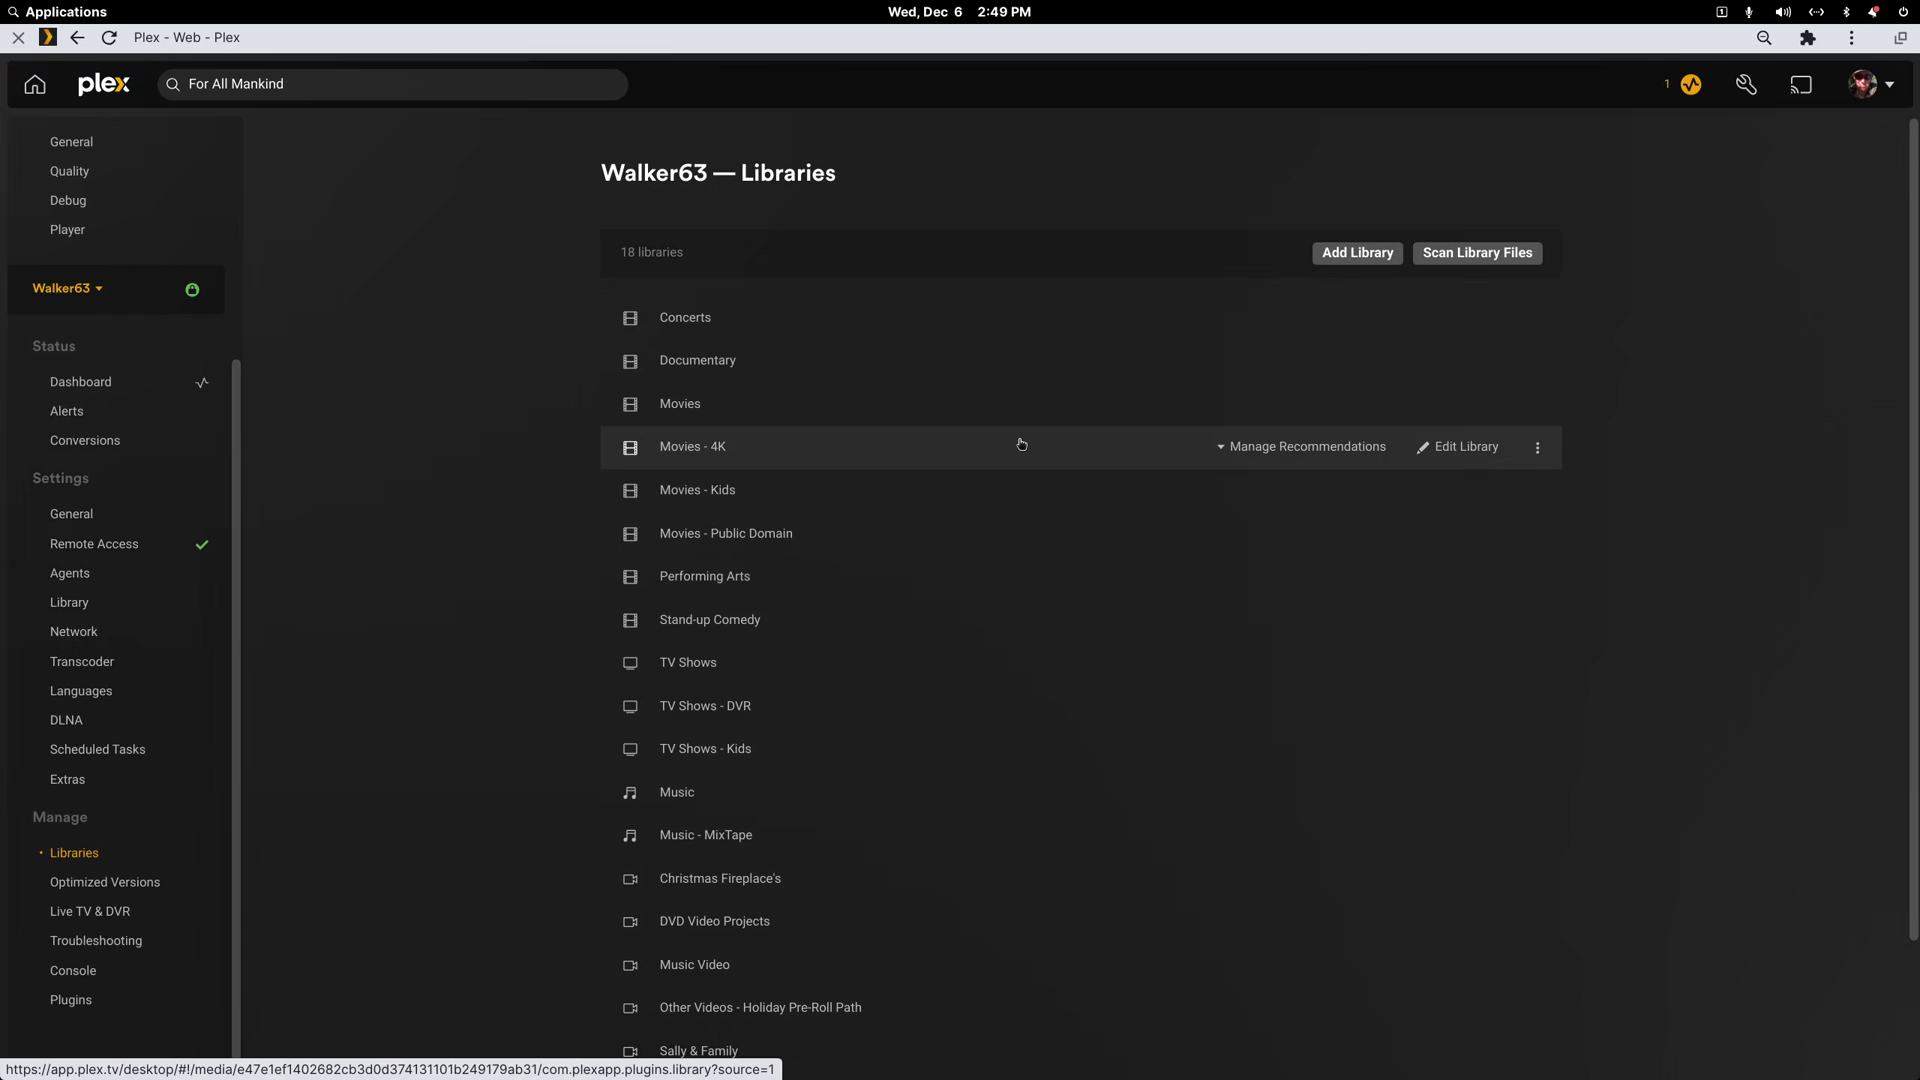 Applications
Wed, Dec 6 2:49 PM
1
Plex - Web - Plex
plex
For All Mankind
1
General
Quality
Debug
Player
Walker63
Status
Dashboard
Alerts
Conversions
Settings
General
Remote Access
Agents
Library
Network
Transcoder
Languages
DLNA
Scheduled Tasks
Extras
Manage
Libraries
Optimized Versions
Live TV & DVR
Troubleshooting
Console
Plugins
Walker63 — Libraries
18 libraries
Add Library
Scan Library Files
Concerts
Documentary
Movies
Movies - 4K
Manage Recommendations
Edit Library
Movies - Kids
Movies - Public Domain
Performing Arts
Stand-up Comedy
TV Shows
TV Shows - DVR
TV Shows - Kids
Music
Music - MixTape
Christmas Fireplace's
DVD Video Projects
Music Video
Other Videos - Holiday Pre-Roll Path
Sally & Family
https://app.plex.tv/desktop/#!/media/e47e1ef1402682cb3d0d374131101b249179ab31/com.plexapp.plugins.library?source=1